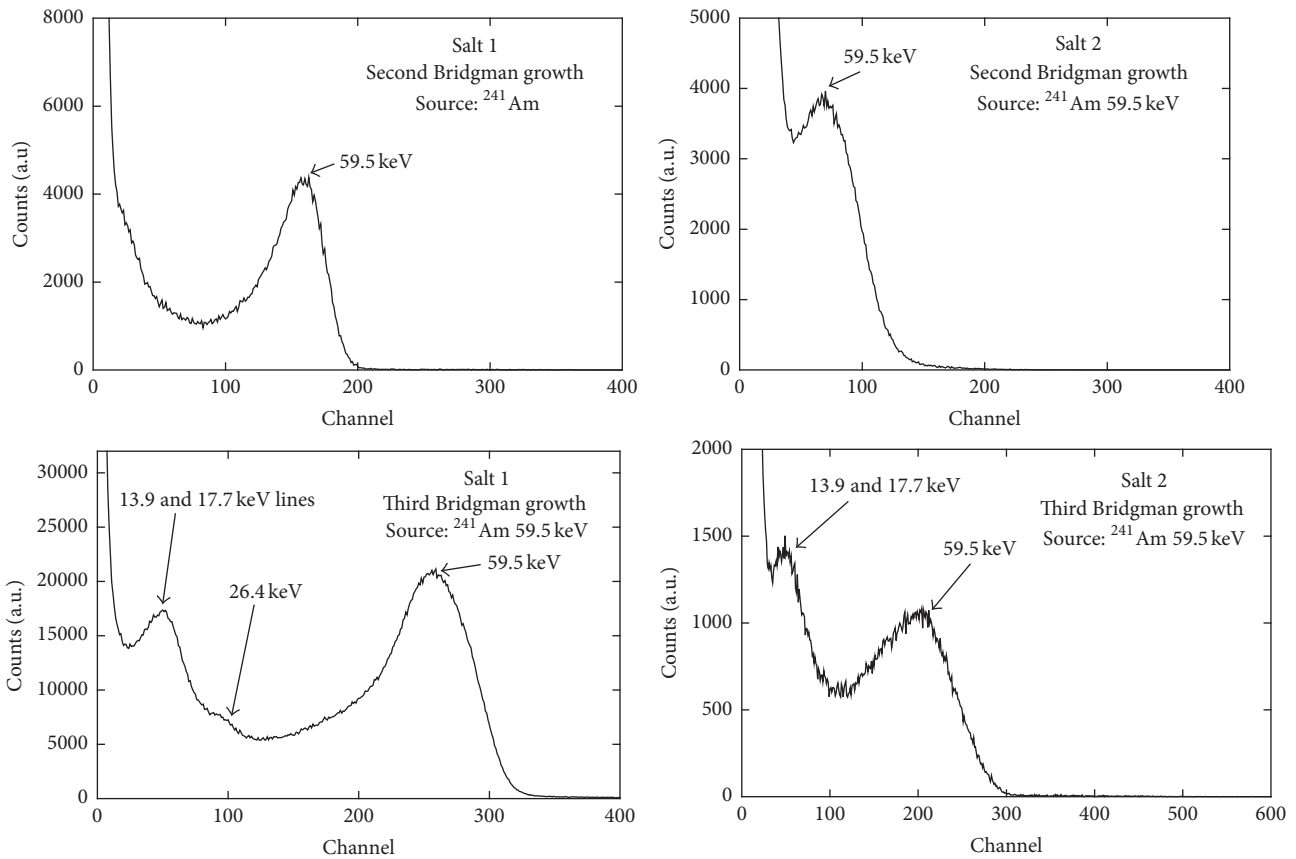 8000
6000
4000
2000
0
Counts (a.u)
Salt 1
Second Bridgman growth
Source: ²⁴¹Am
59.5 keV
0 100 200 300 400
Channel
5000
4000
3000
2000
1000
0
Counts (a.u.)
59.5 keV
Salt 2
Second Bridgman growth
Source: ²⁴¹Am 59.5 keV
0 100 200 300 400
Channel
30000
25000
20000
15000
10000
5000
0
Counts (a.u.)
13.9 and 17.7 keV lines
26.4 keV
Salt 1
Third Bridgman growth
Source: ²⁴¹Am 59.5 keV
59.5 keV
0 100 200 300 400
Channel
2000
1500
1000
500
0
Counts (a.u.)
13.9 and 17.7 keV
59.5 keV
Salt 2
Third Bridgman growth
Source: ²⁴¹Am 59.5 keV
0 100 200 300 400 500 600
Channel